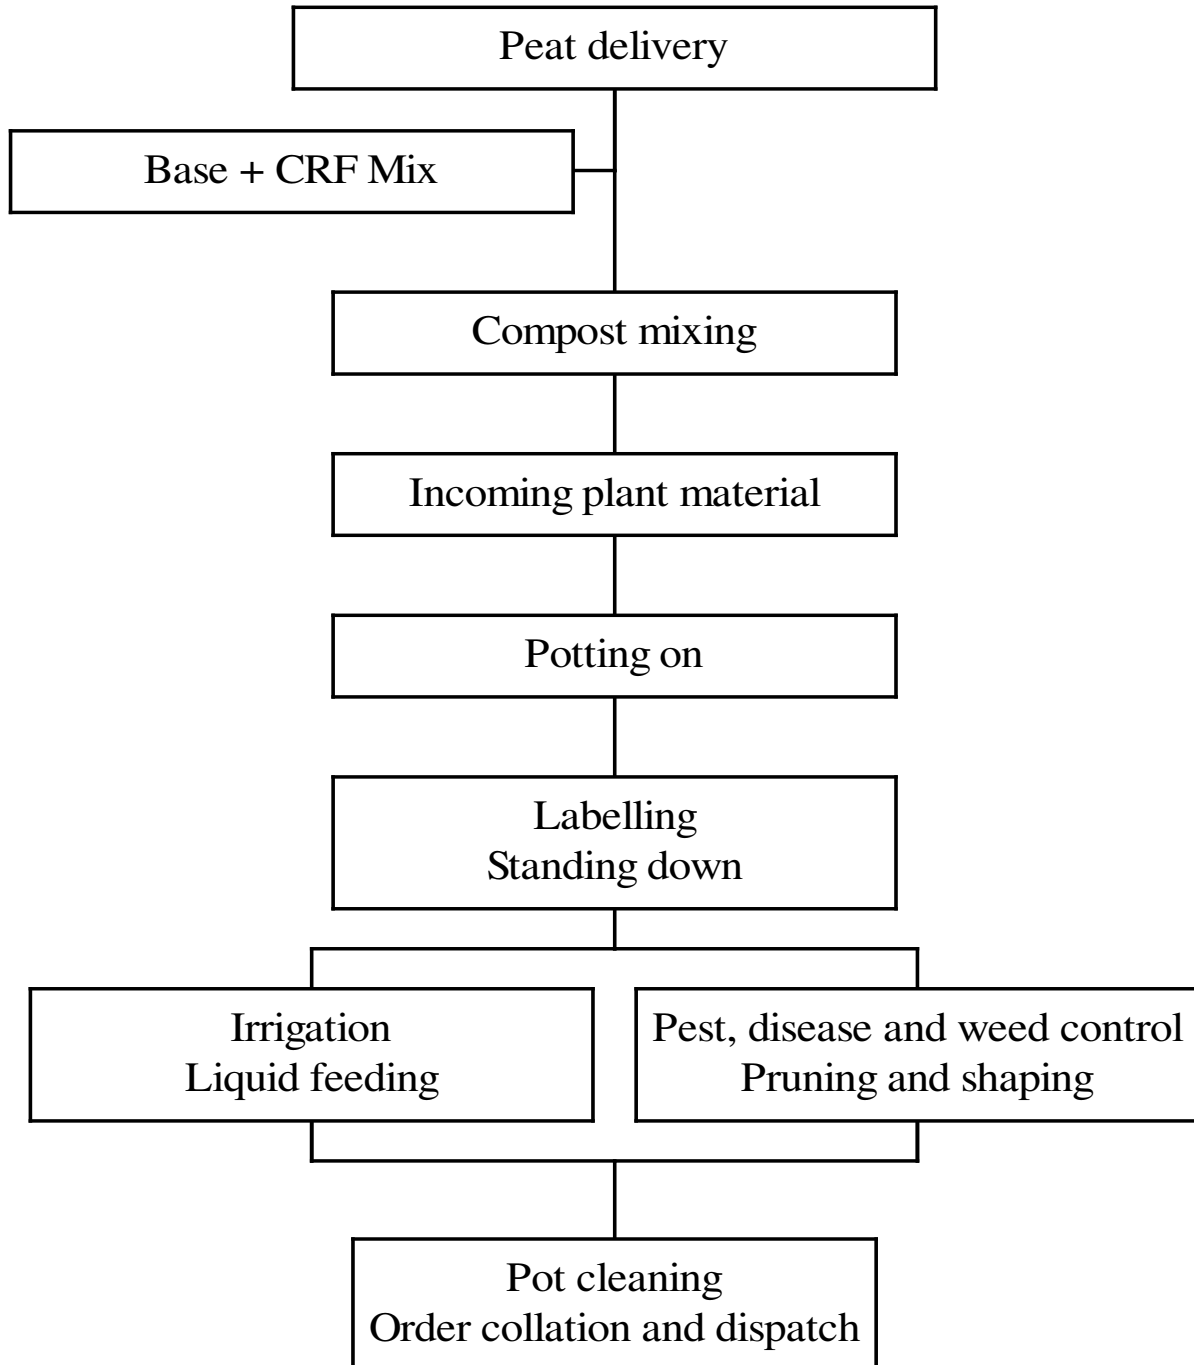 Peat delivery
Base + CRF Mix
Compost mixing
Incoming plant material
Potting on
Labelling
Standing down
Irrigation
Liquid feeding
Pest, disease and weed control
Pruning and shaping
Pot cleaning
Order collation and dispatch